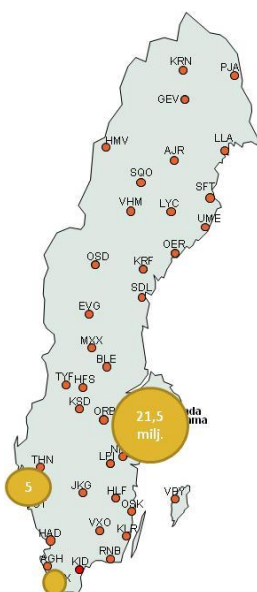 KRN
PJA
GEV
HMV
LLA
AJR
SQO
SFT
VHM
LYC
UME
OER
OSD
KRF
SDL
EVG
MXX
BLE
TYF
HFS
KSD
ORB
21,5
milj.
THN
LPI
5
JKG
HLF
OSK
VXO
KLR
HAD
RNB
KID